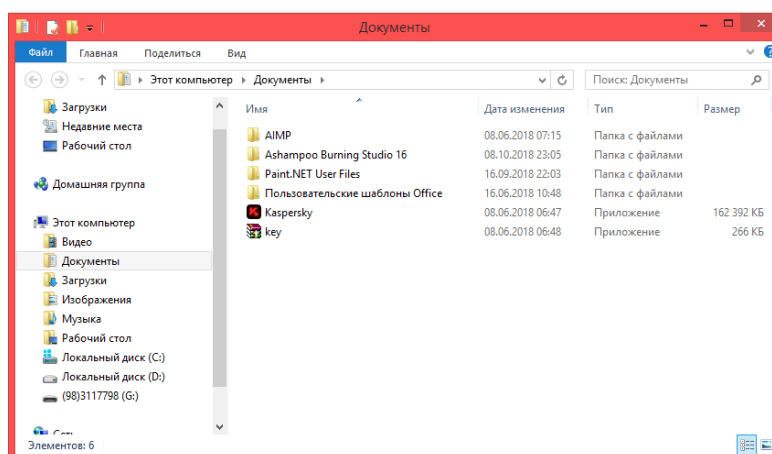 Документы
Файл Главная Поделиться Вид
Этот компьютер Документы Поиск: Документы
Имя Дата изменения Тип Размер
Загрузки
Недавние места
Рабочий стол
Домашняя группа
Этот компьютер
Видео
Документы
Загрузки
Изображения
Музыка
Рабочий стол
Локальный диск (C:)
Локальный диск (D:)
(98)3117798 (G:)
AIMP 08.06.2018 07:15 Папка с файлами
Ashampoo Burning Studio 16 08.10.2018 23:05 Папка с файлами
Paint.NET User Files 16.09.2018 22:03 Папка с файлами
Пользовательские шаблоны Office 16.06.2018 10:48 Папка с файлами
Kaspersky 08.06.2018 06:47 Приложение 162 392 КБ
key 08.06.2018 06:48 Приложение 266 КБ
Элементов: 6